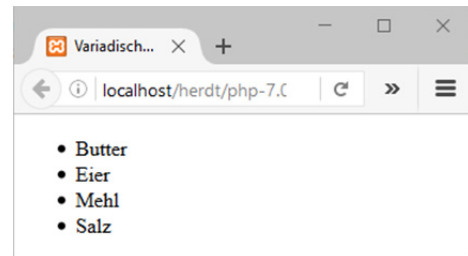 Variadisch...
localhost/herdt/php-7.0
Butter
Eier
Mehl
Salz